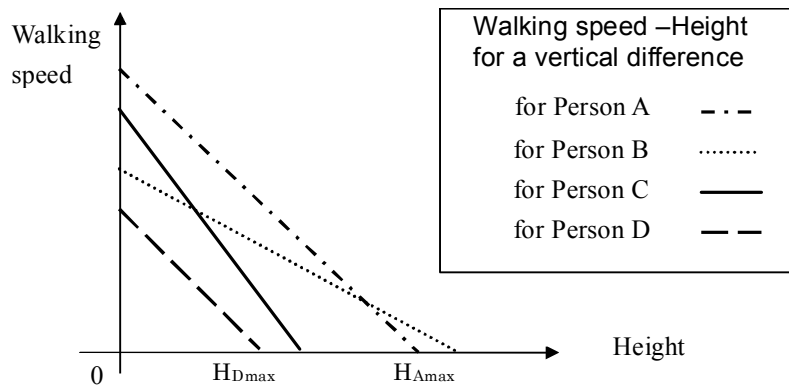 Walking
speed
Walking speed –Height
for a vertical difference
for Person A
for Person B
for Person C
for Person D
0
HDmax
HAmax
Height